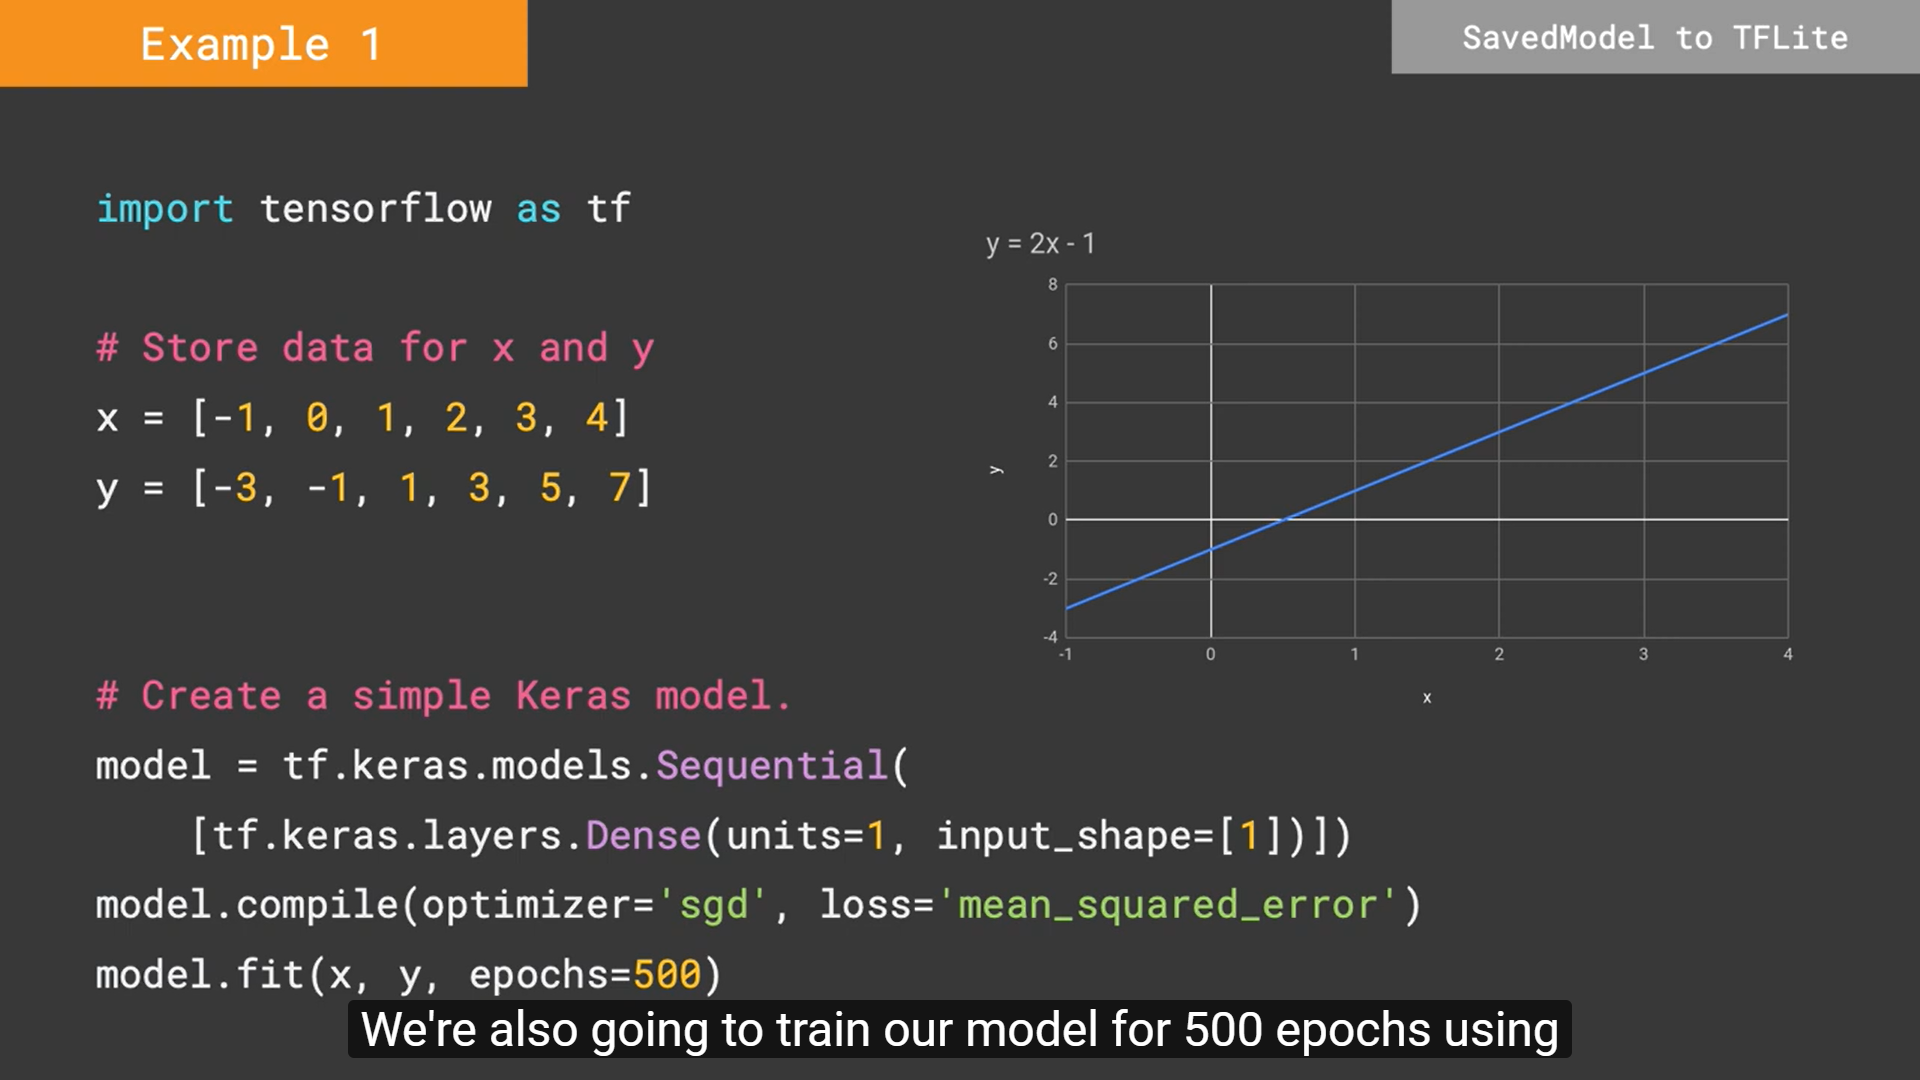 Example 1
SavedModel to TFLite
import tensorflow as tf
# Store data for x and y
x = [-1, 0, 1, 2, 3, 4]
y = [-3, -1, 1, 3, 5, 7]
y = 2x - 1
8
6
4
2
0
-2
-4
y
-1 0 1 2 3 4
x
# Create a simple Keras model.
model = tf.keras.models.Sequential(
    [tf.keras.layers.Dense(units=1, input_shape=[1])])
model.compile(optimizer='sgd', loss='mean_squared_error')
model.fit(x, y, epochs=500)
We're also going to train our model for 500 epochs using